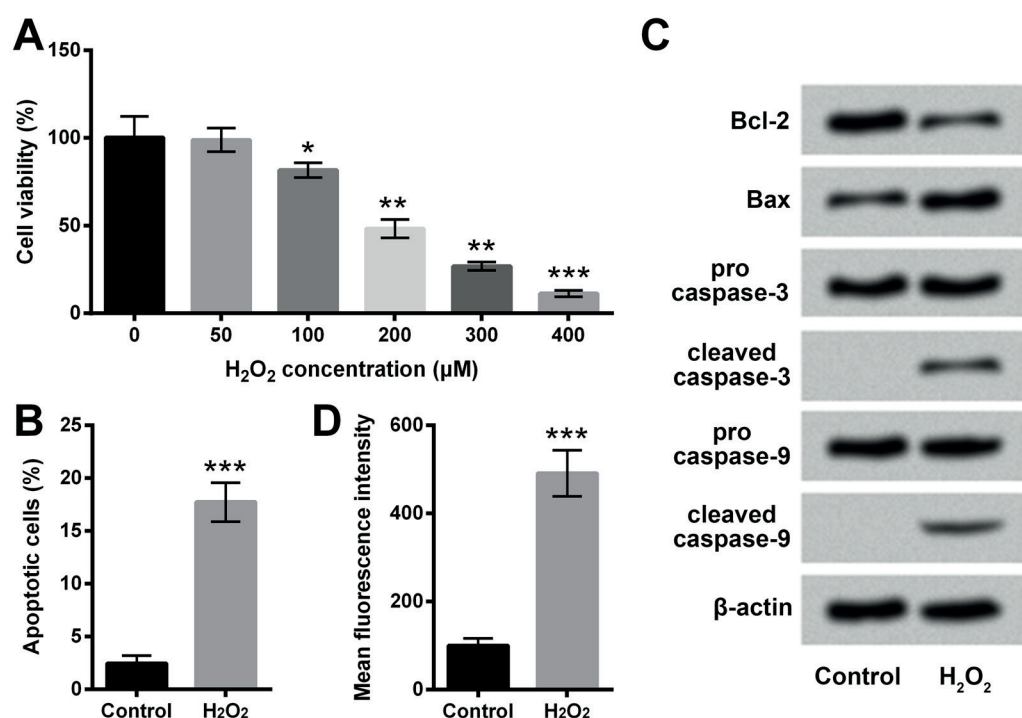 A
Cell viability (%)
150
100
50
0
*
**
**
***
0 50 100 200 300 400
H₂O₂ concentration (µM)
B
Apoptotic cells (%)
25
20
15
10
5
0
***
Control H₂O₂
D
Mean fluorescence intensity
600
400
200
0
***
Control H₂O₂
C
Bcl-2
Bax
pro
caspase-3
cleaved
caspase-3
pro
caspase-9
cleaved
caspase-9
β-actin
Control H₂O₂